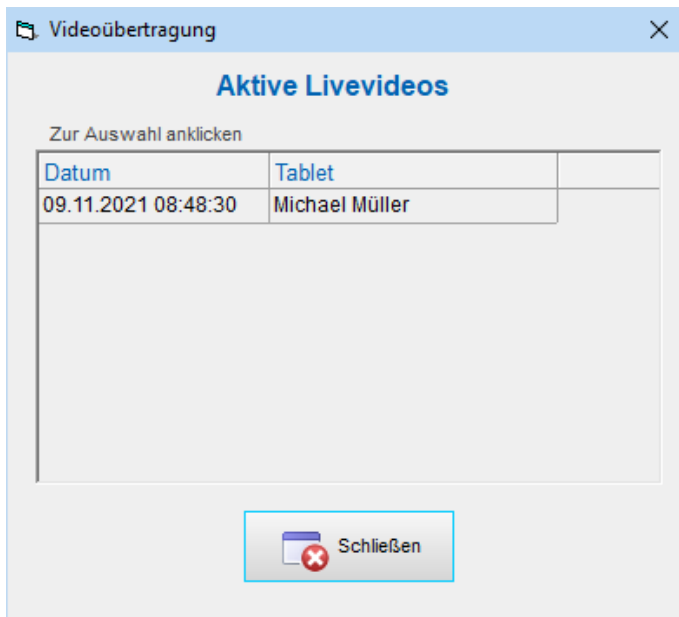 Videoübertragung
Aktive Livevideos
Zur Auswahl anklicken
Datum Tablet
09.11.2021 08:48:30 Michael Müller
Schließen